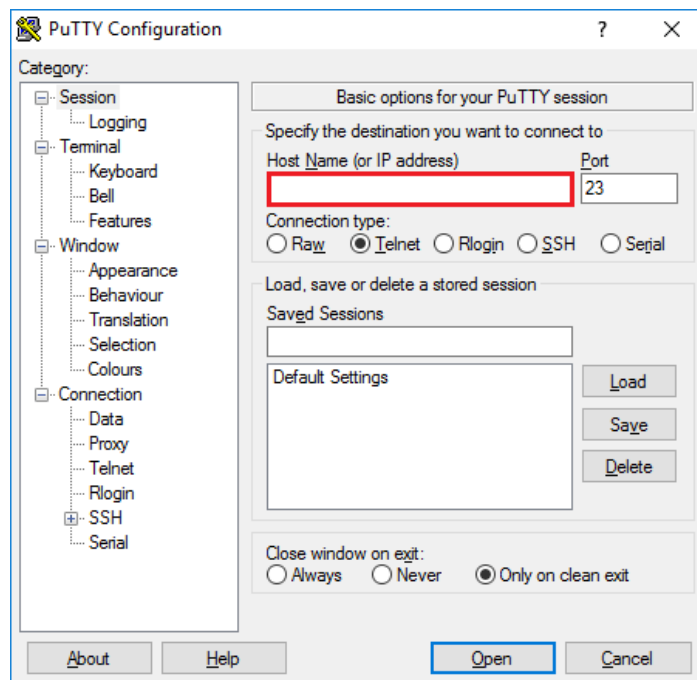 PuTTY Configuration
?
Category:
Session
Logging
Terminal
Keyboard
Bell
Features
Window
Appearance
Behaviour
Translation
Selection
Colours
Connection
Data
Proxy
Telnet
Rlogin
SSH
Serial
Basic options for your PuTTY session
Specify the destination you want to connect to
Host Name (or IP address) Port
23
Connection type:
Raw Telnet Rlogin SSH Serial
Load, save or delete a stored session
Saved Sessions
Default Settings
Load
Save
Delete
Close window on exit:
Always Never Only on clean exit
About Help Open Cancel